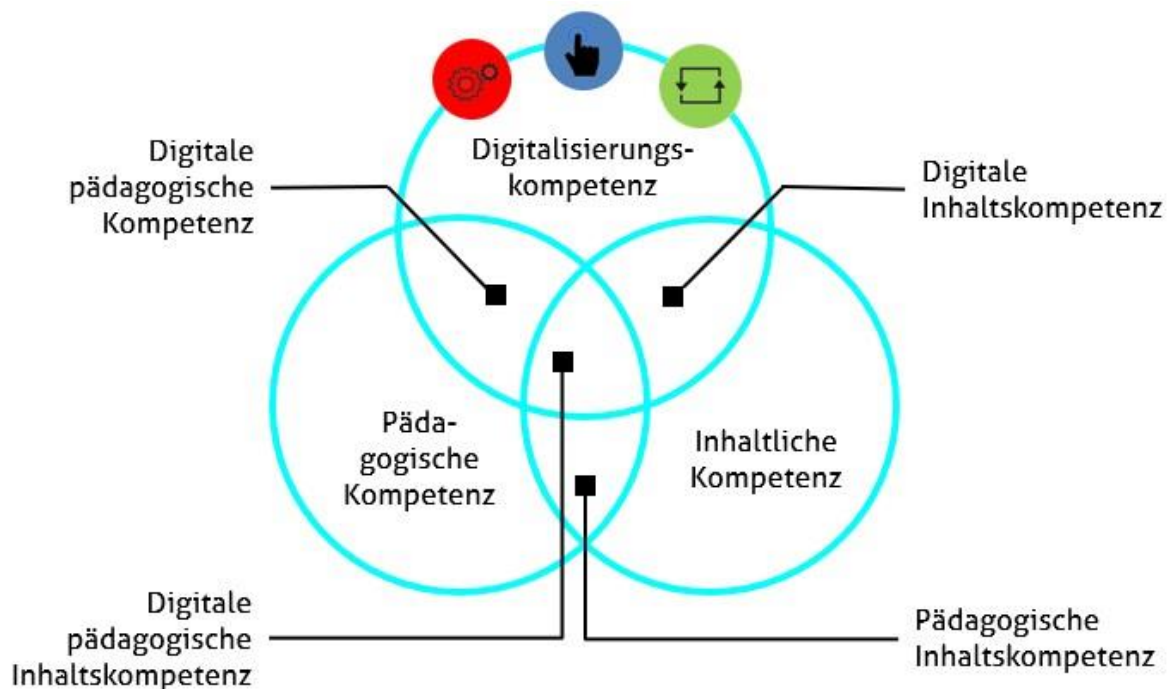 Digitale
pädagogische
Kompetenz
Digitalisierungs-
kompetenz
Digitale
Inhaltskompetenz
Päda-
gogische
Kompetenz
Inhaltliche
Kompetenz
Digitale
pädagogische
Inhaltskompetenz
Pädagogische
Inhaltskompetenz